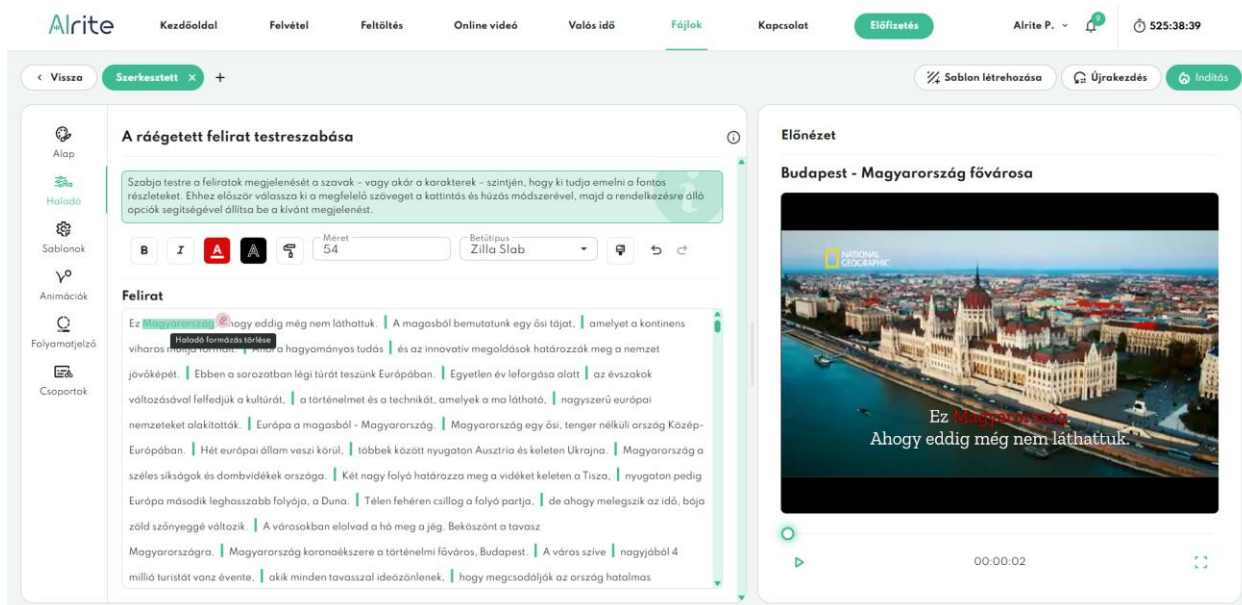 Alrite
Kezdőoldal
Felvétel
Feltöltés
Online videó
Valós idő
Fájlok
Kapcsolat
Előfizetés
Alrite P.
9
525:38:39
Vissza
Szerkesztett
Sablon létrehozása
Újrakezdés
Indítás
Alap
Haladó
Sablonok
Animációk
Folyamatjelző
Csoportok
A ráégetett felirat testreszabása
Szabja testre a feliratok megjelenését a szavak – vagy akár a karakterek – szintjén, hogy ki tudja emelni a fontos
részleteket. Ehhez először válassza ki a megfelelő szöveget a kattintás és húzás módszerével, majd a rendelkezésre álló
opciók segítségével állítsa be a kívánt megjelenést.
B I A A
Méret
54
Betűtípus
Zilla Slab
Felirat
Ez Magyarország Ahogy eddig még nem láthattuk. A magasból bemutatunk egy ősi tájat, amelyet a kontinens
Haladó formázás törlése
viharos múltja formált. Ahol a hagyományos tudás és az innovatív megoldások határozzák meg a nemzet
jövőképét. Ebben a sorozatban légi túrát teszünk Európában. Egyetlen év leforgása alatt az évszakok
változásával felfedjük a kultúrát, a történelmet és a technikát, amelyek a ma látható, nagyszerű európai
nemzeteket alakították. Európa a magasból - Magyarország. Magyarország egy ősi, tenger nélküli ország Közép-
Európában. Hét európai állam veszi körül, többek között nyugaton Ausztria és keleten Ukrajna. Magyarország a
széles síkságok és dombvidékek országa. Két nagy folyó határozza meg a vidéket keleten a Tisza, nyugaton pedig
Európa második leghosszabb folyója, a Duna. Télen fehéren csillog a folyó partja, de ahogy melegszik az idő, bája
zöld szőnyeggé változik. A városokban elolvad a hó meg a jég. Beköszönt a tavasz
Magyarországra. Magyarország koronaékszere a történelmi főváros, Budapest. A város szíve nagyjából 4
millió turistát vonz évente, akik minden tavasszal ideözönlenek, hogy megcsodálják az ország hatalmas
Előnézet
Budapest - Magyarország fővárosa
NATIONAL
GEOGRAPHIC
Ez Magyarország
Ahogy eddig még nem láthattuk.
00:00:02